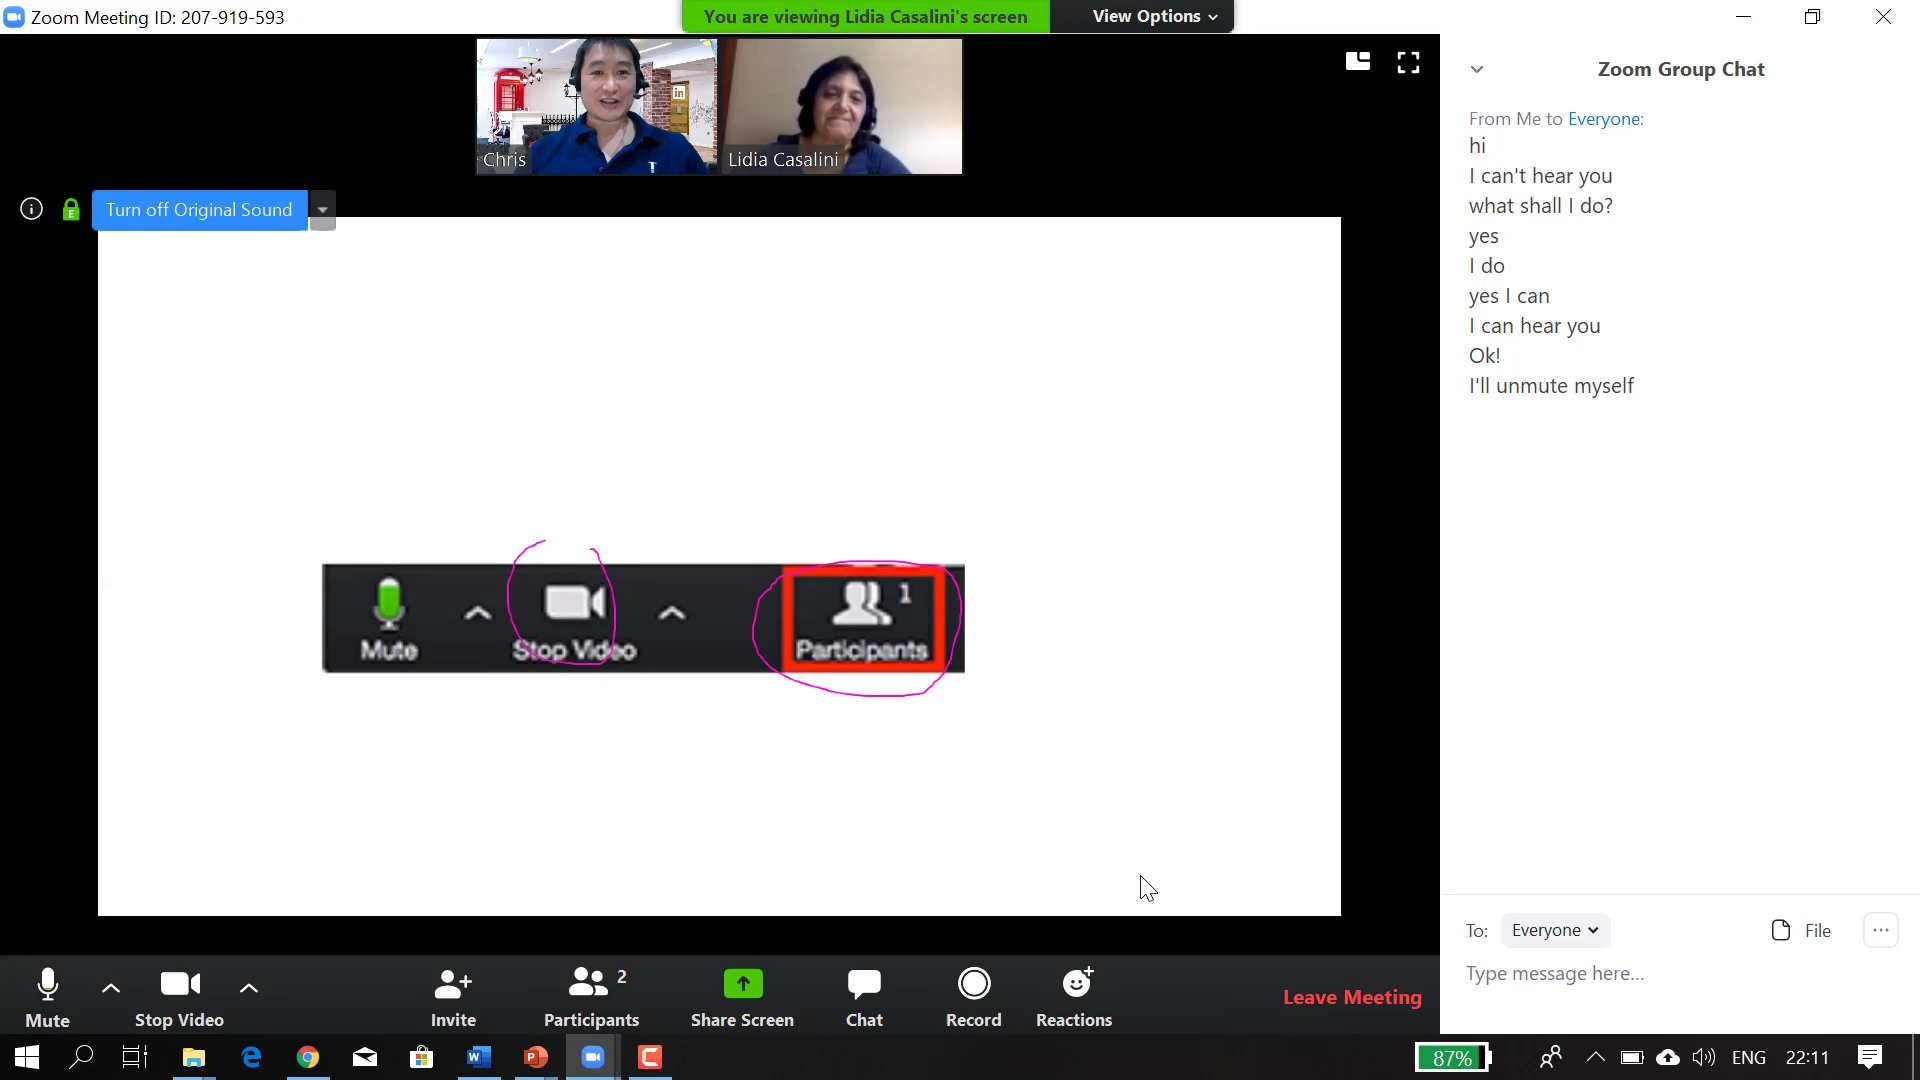 Zoom Meeting ID: 207-919-593
You are viewing Lidia Casalini's screen
View Options
Chris
Lidia Casalini
Turn off Original Sound
Mute
Stop Video
1
Participants
Zoom Group Chat
From Me to Everyone:
hi
I can't hear you
what shall I do?
yes
I do
yes I can
I can hear you
Ok!
I'll unmute myself
To: Everyone
File
Type message here...
Mute
Stop Video
Invite
Participants 2
Share Screen
Chat
Record
Reactions
Leave Meeting
87%
ENG
22:11